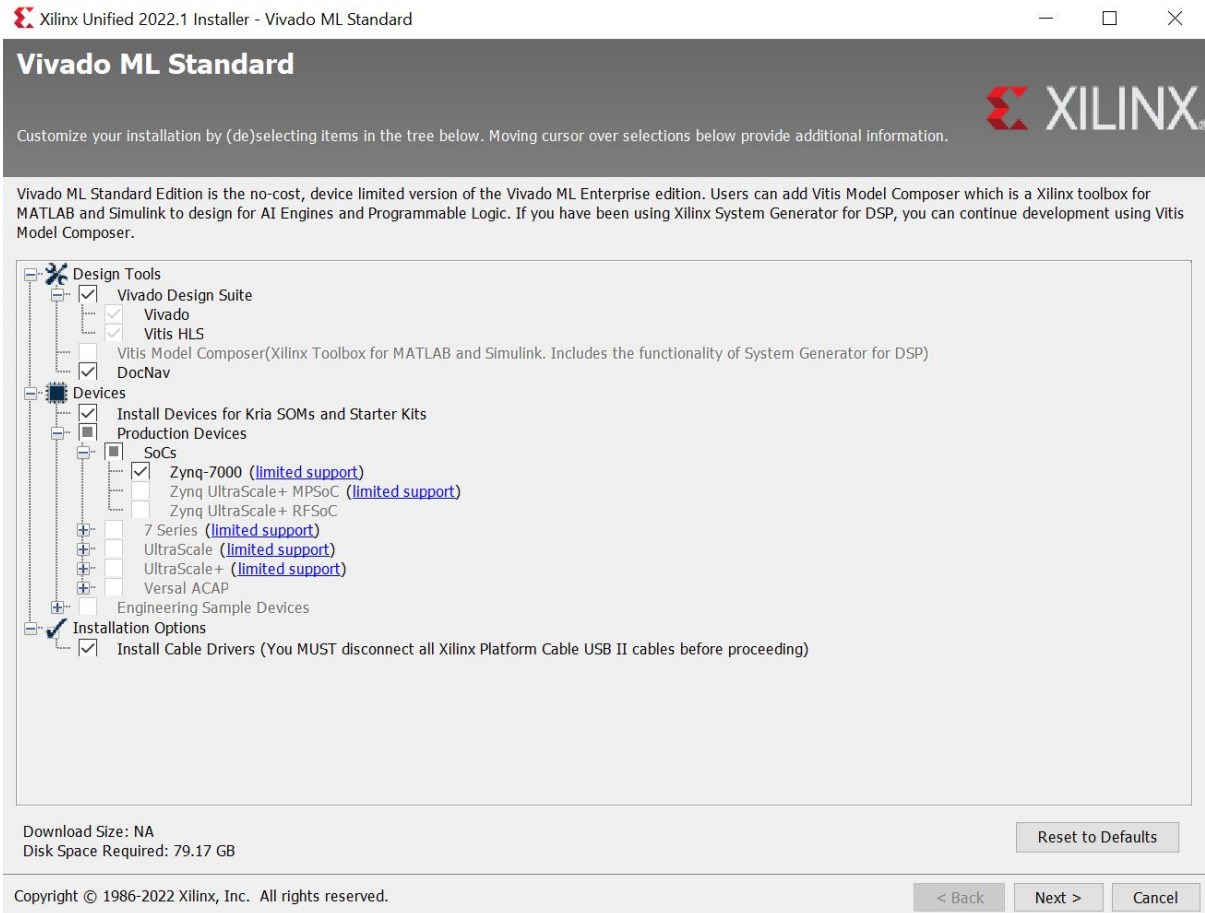 Xilinx Unified 2022.1 Installer - Vivado ML Standard
Vivado ML Standard
XILINX
Customize your installation by (de)selecting items in the tree below. Moving cursor over selections below provide additional information.
Vivado ML Standard Edition is the no-cost, device limited version of the Vivado ML Enterprise edition. Users can add Vitis Model Composer which is a Xilinx toolbox for
MATLAB and Simulink to design for AI Engines and Programmable Logic. If you have been using Xilinx System Generator for DSP, you can continue development using Vitis
Model Composer.
Design Tools
Vivado Design Suite
Vivado
Vitis HLS
Vitis Model Composer(Xilinx Toolbox for MATLAB and Simulink. Includes the functionality of System Generator for DSP)
DocNav
Devices
Install Devices for Kria SOMs and Starter Kits
Production Devices
SoCs
Zynq-7000 (limited support)
Zynq UltraScale+ MPSoC (limited support)
Zynq UltraScale+ RFSoC
7 Series (limited support)
UltraScale (limited support)
UltraScale+ (limited support)
Versal ACAP
Engineering Sample Devices
Installation Options
Install Cable Drivers (You MUST disconnect all Xilinx Platform Cable USB II cables before proceeding)
Download Size: NA
Disk Space Required: 79.17 GB
Reset to Defaults
Copyright © 1986-2022 Xilinx, Inc. All rights reserved.
< Back
Next >
Cancel